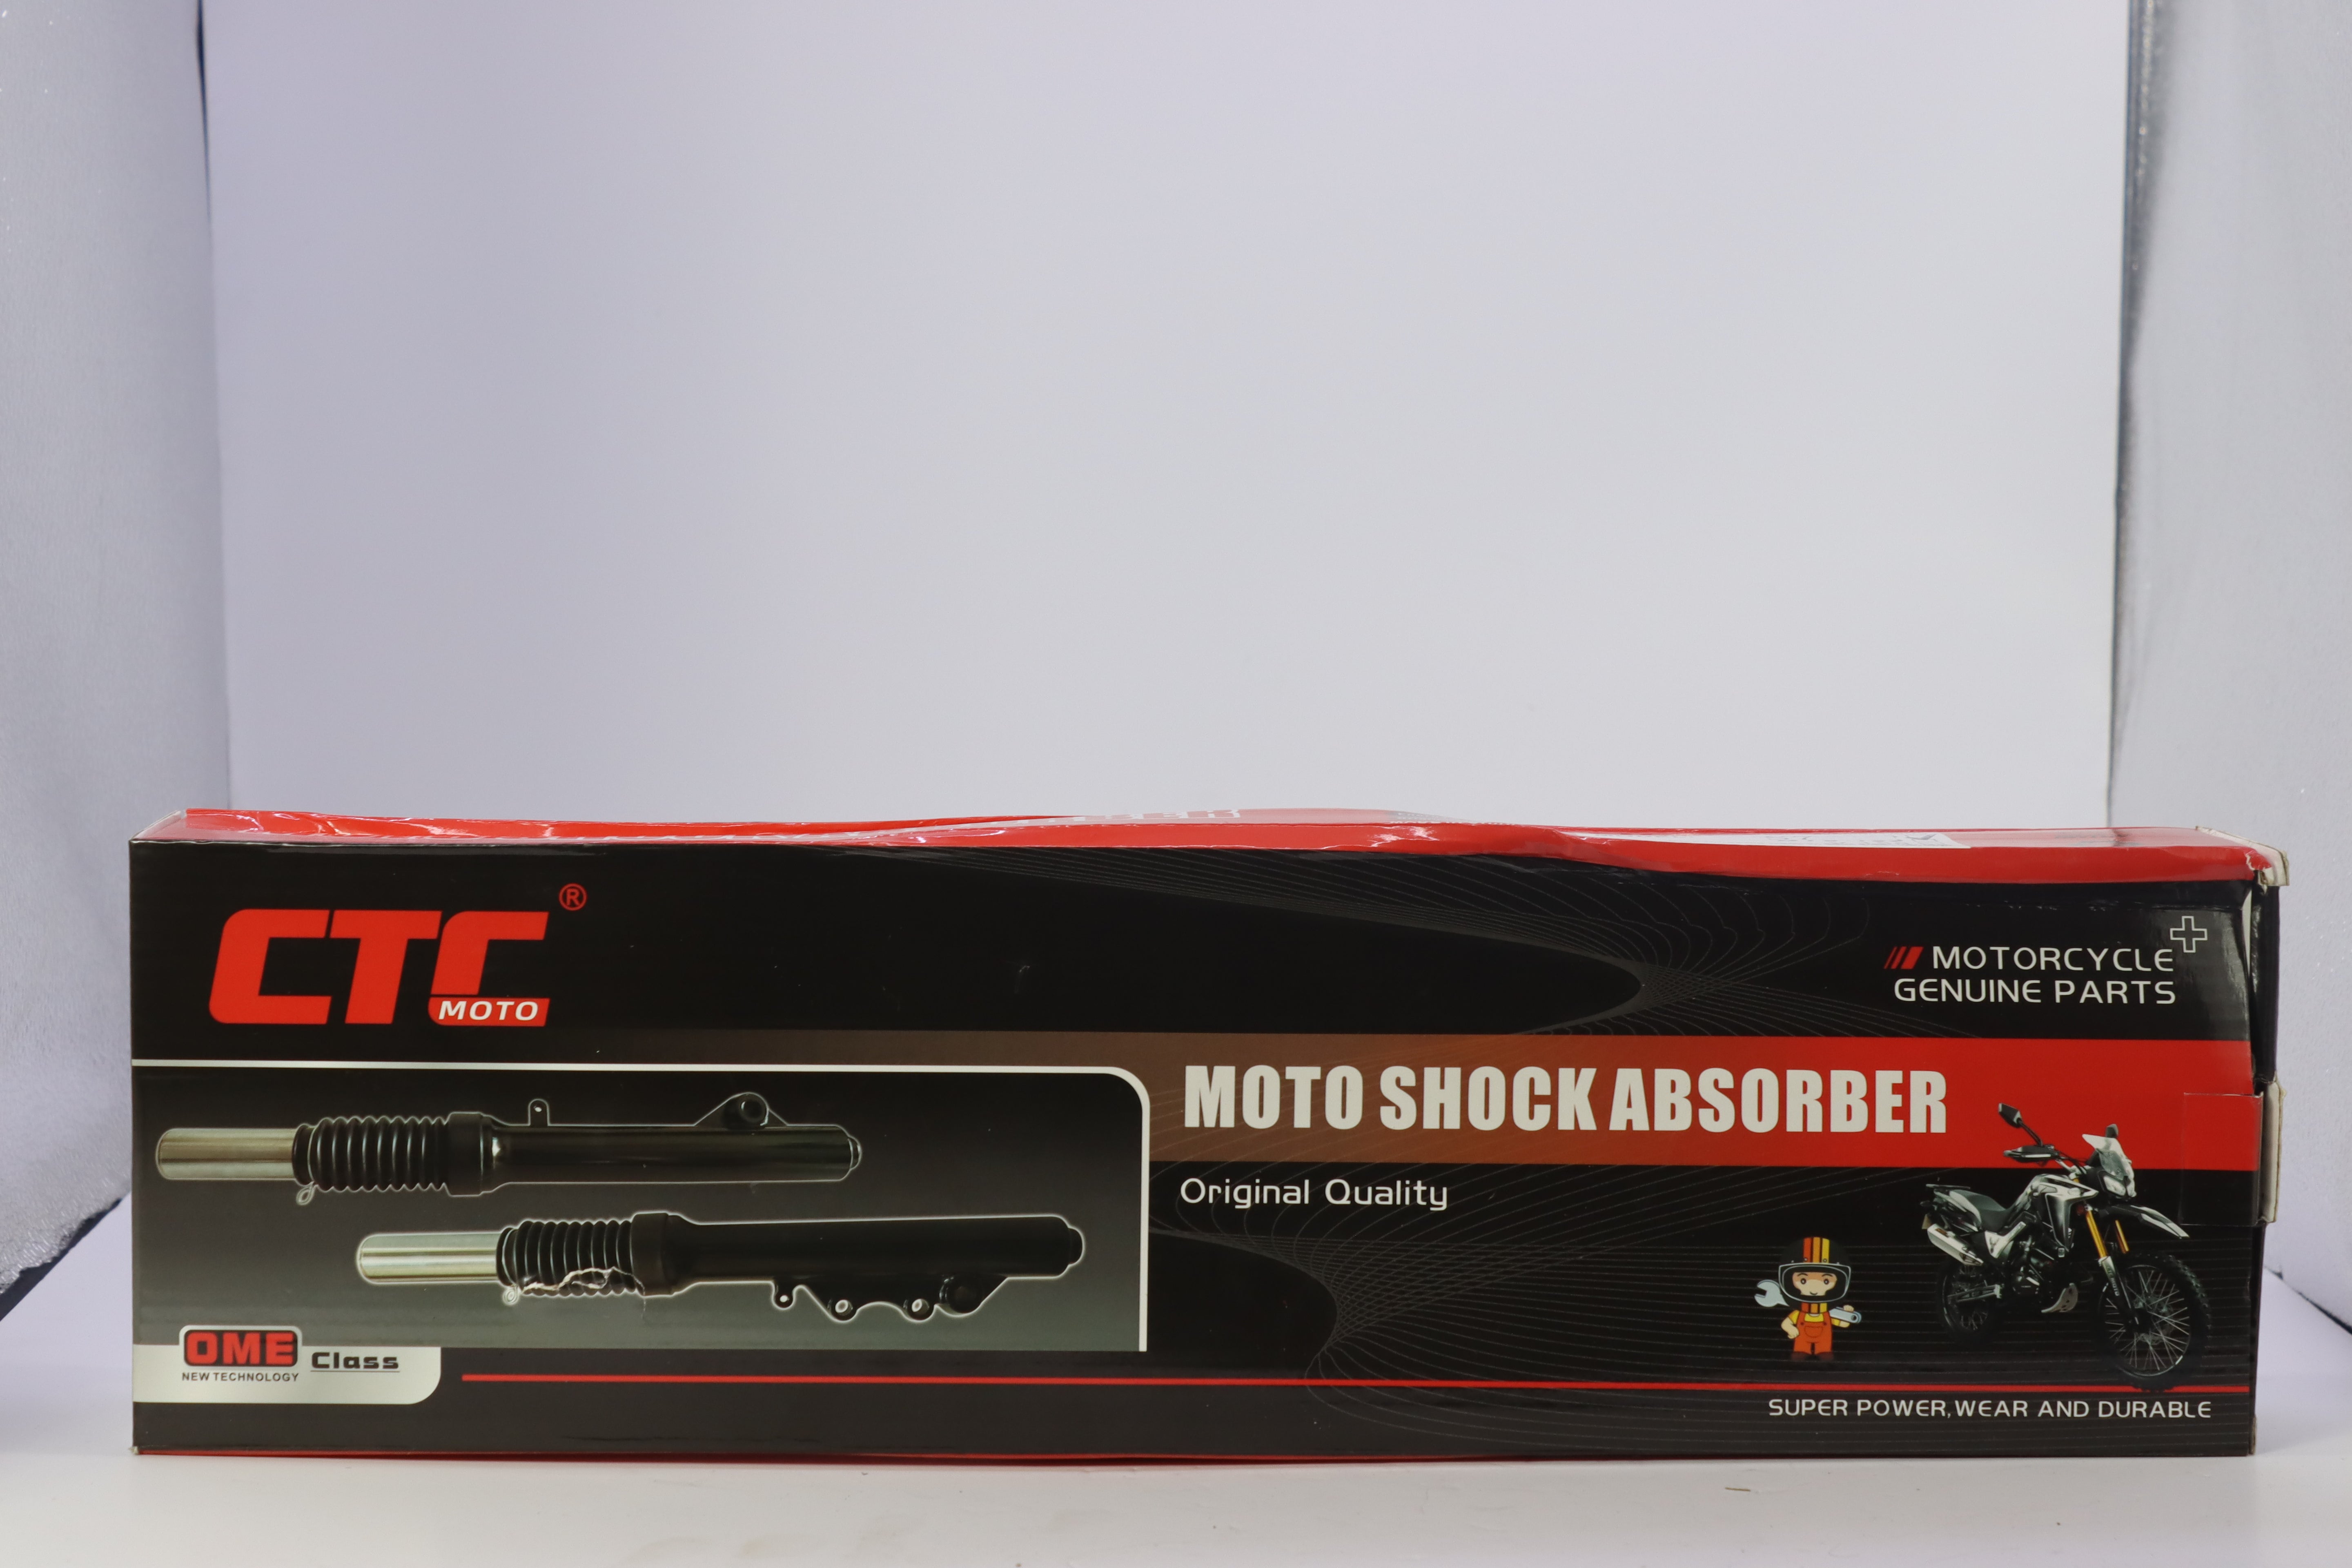 CTC®
MOTO
MOTORCYCLE
GENUINE PARTS
MOTO SHOCK ABSORBER
Original Quality
OME Class
NEW TECHNOLOGY
SUPER POWER,WEAR AND DURABLE